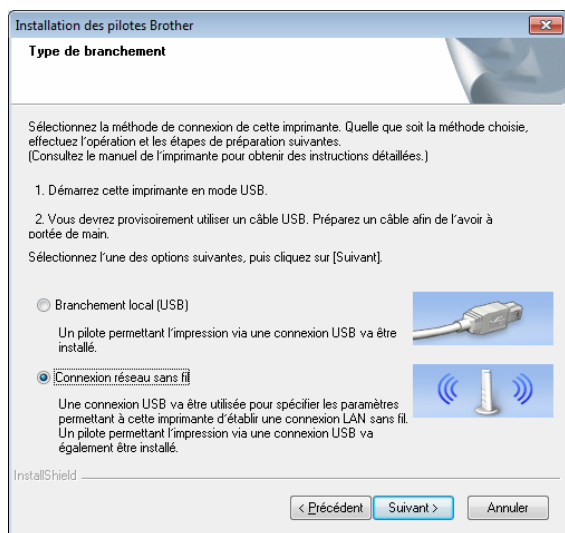 Installation des pilotes Brother
Type de branchement
Sélectionnez la méthode de connexion de cette imprimante. Quelle que soit la méthode choisie,
effectuez l'opération et les étapes de préparation suivantes.
(Consultez le manuel de l'imprimante pour obtenir des instructions détaillées.)
1. Démarrez cette imprimante en mode USB.
2. Vous devrez provisoirement utiliser un câble USB. Préparez un câble afin de l'avoir à
portée de main.
Sélectionnez l'une des options suivantes, puis cliquez sur [Suivant].
Branchement local (USB)
Un pilote permettant l'impression via une connexion USB va être
installé.
Connexion réseau sans fil
Une connexion USB va être utilisée pour spécifier les paramètres
permettant à cette imprimante d'établir une connexion LAN sans fil.
Un pilote permettant l'impression via une connexion USB va
également être installé.
InstallShield
< Précédent
Suivant >
Annuler